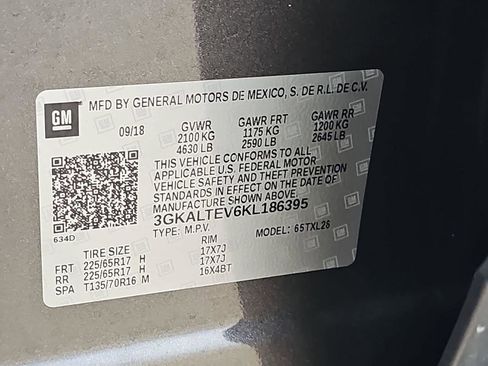 GM
MFD BY GENERAL MOTORS DE MEXICO, S. DE R.L. DE C.V.
09/18 GVWR GAWR FRT GAWR RR
2100 KG 1175 KG 1200 KG
4630 LB 2590 LB 2645 LB
THIS VEHICLE CONFORMS TO ALL
APPLICABLE U.S. FEDERAL MOTOR
VEHICLE SAFETY AND THEFT PREVENTION
STANDARDS IN EFFECT ON THE DATE OF
MANUFACTURE SHOWN ABOVE.
3GKALTEV6KL186395
634D TYPE: M.P.V. MODEL: 65TXL26
TIRE SIZE RIM
FRT 225/65R17 H 17X7J
RR 225/65R17 H 17X7J
SPA T135/70R16 M 16X4BT